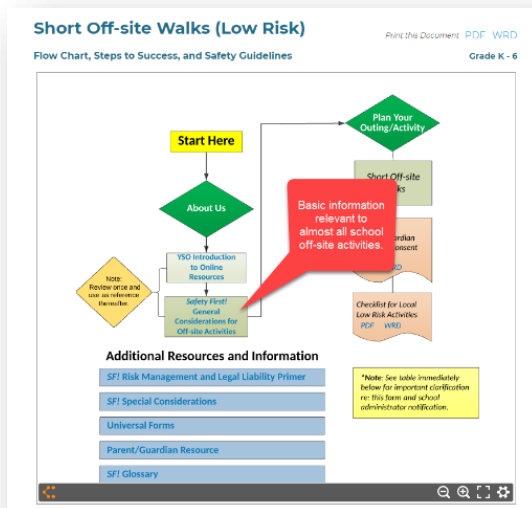 Short Off-site Walks (Low Risk)
Print this Document PDF WRD
Flow Chart, Steps to Success, and Safety Guidelines
Grade K - 6
Start Here
About Us
YSO Introduction
to Online
Resources
Safety First!
General
Considerations for
Off-site Activities
Note:
Review once and
use as reference
thereafter.
Plan Your
Outing/Activity
Short Off-site
Basic information
relevant to
almost all school
off-site activities.
Checklist for Local
Low Risk Activities
PDF WRD
Additional Resources and Information
SF! Risk Management and Legal Liability Primer
SF! Special Considerations
Universal Forms
Parent/Guardian Resource
SF! Glossary
*Note: See table immediately
below for important clarification
re: this form and school
administrator notification.